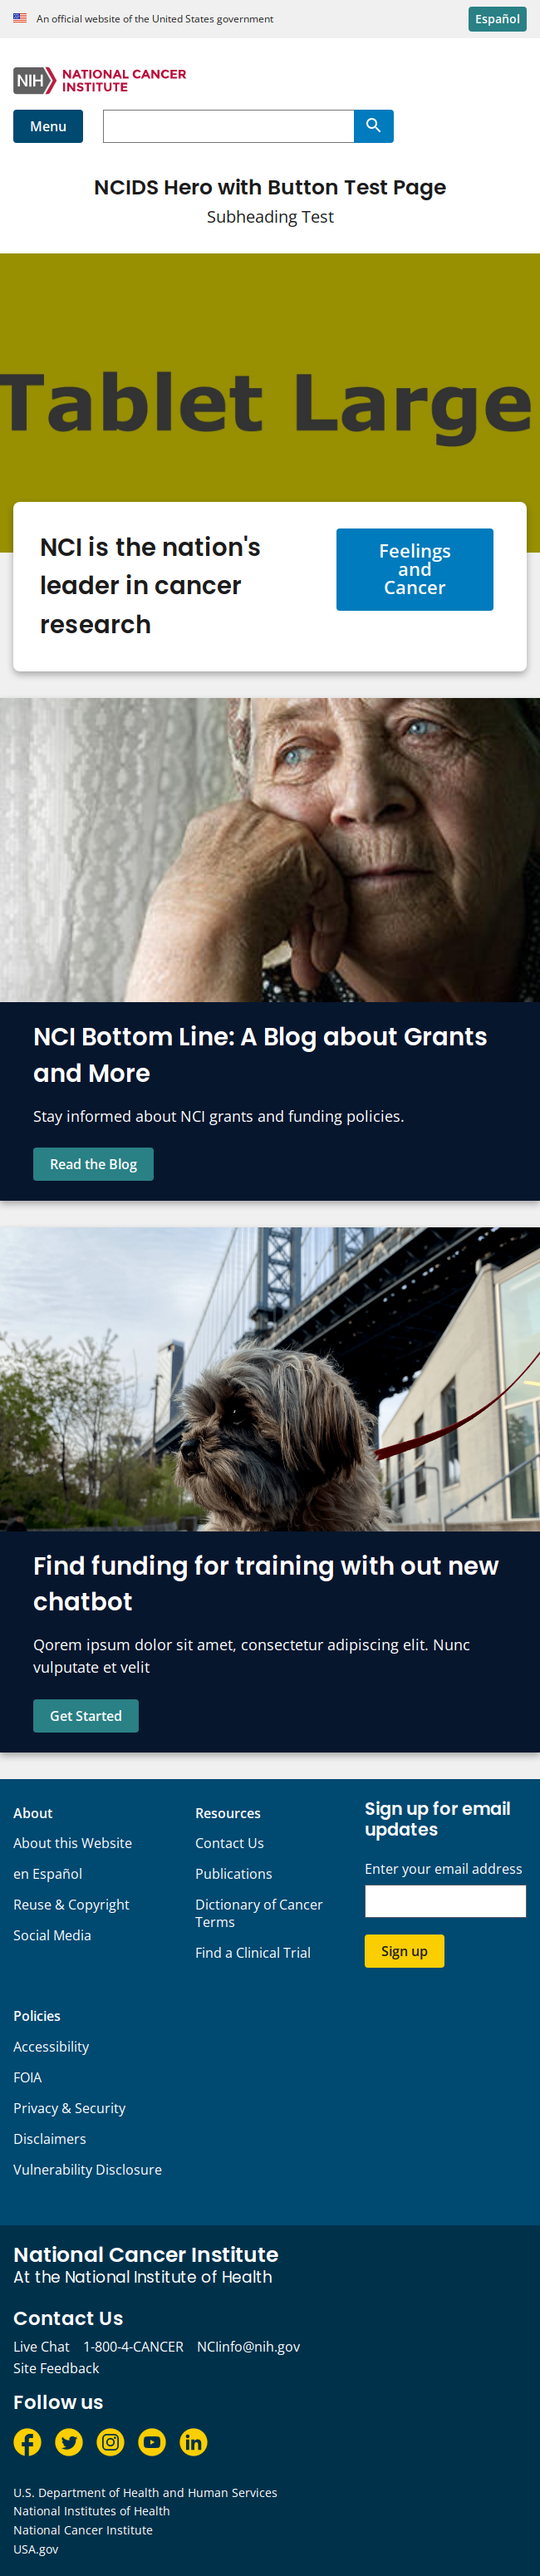 An official website of the United States government
Español
NIH NATIONAL CANCER
INSTITUTE
Menu
NCIDS Hero with Button Test Page
Subheading Test
Tablet Large
NCI is the nation's
leader in cancer
research
Feelings
and
Cancer
NCI Bottom Line: A Blog about Grants
and More
Stay informed about NCI grants and funding policies.
Read the Blog
Find funding for training with out new
chatbot
Qorem ipsum dolor sit amet, consectetur adipiscing elit. Nunc
vulputate et velit
Get Started
About
About this Website
en Español
Reuse & Copyright
Social Media
Resources
Contact Us
Publications
Dictionary of Cancer
Terms
Find a Clinical Trial
Sign up for email
updates
Enter your email address
Sign up
Policies
Accessibility
FOIA
Privacy & Security
Disclaimers
Vulnerability Disclosure
National Cancer Institute
At the National Institute of Health
Contact Us
Live Chat 1-800-4-CANCER NCIinfo@nih.gov
Site Feedback
Follow us
U.S. Department of Health and Human Services
National Institutes of Health
National Cancer Institute
USA.gov